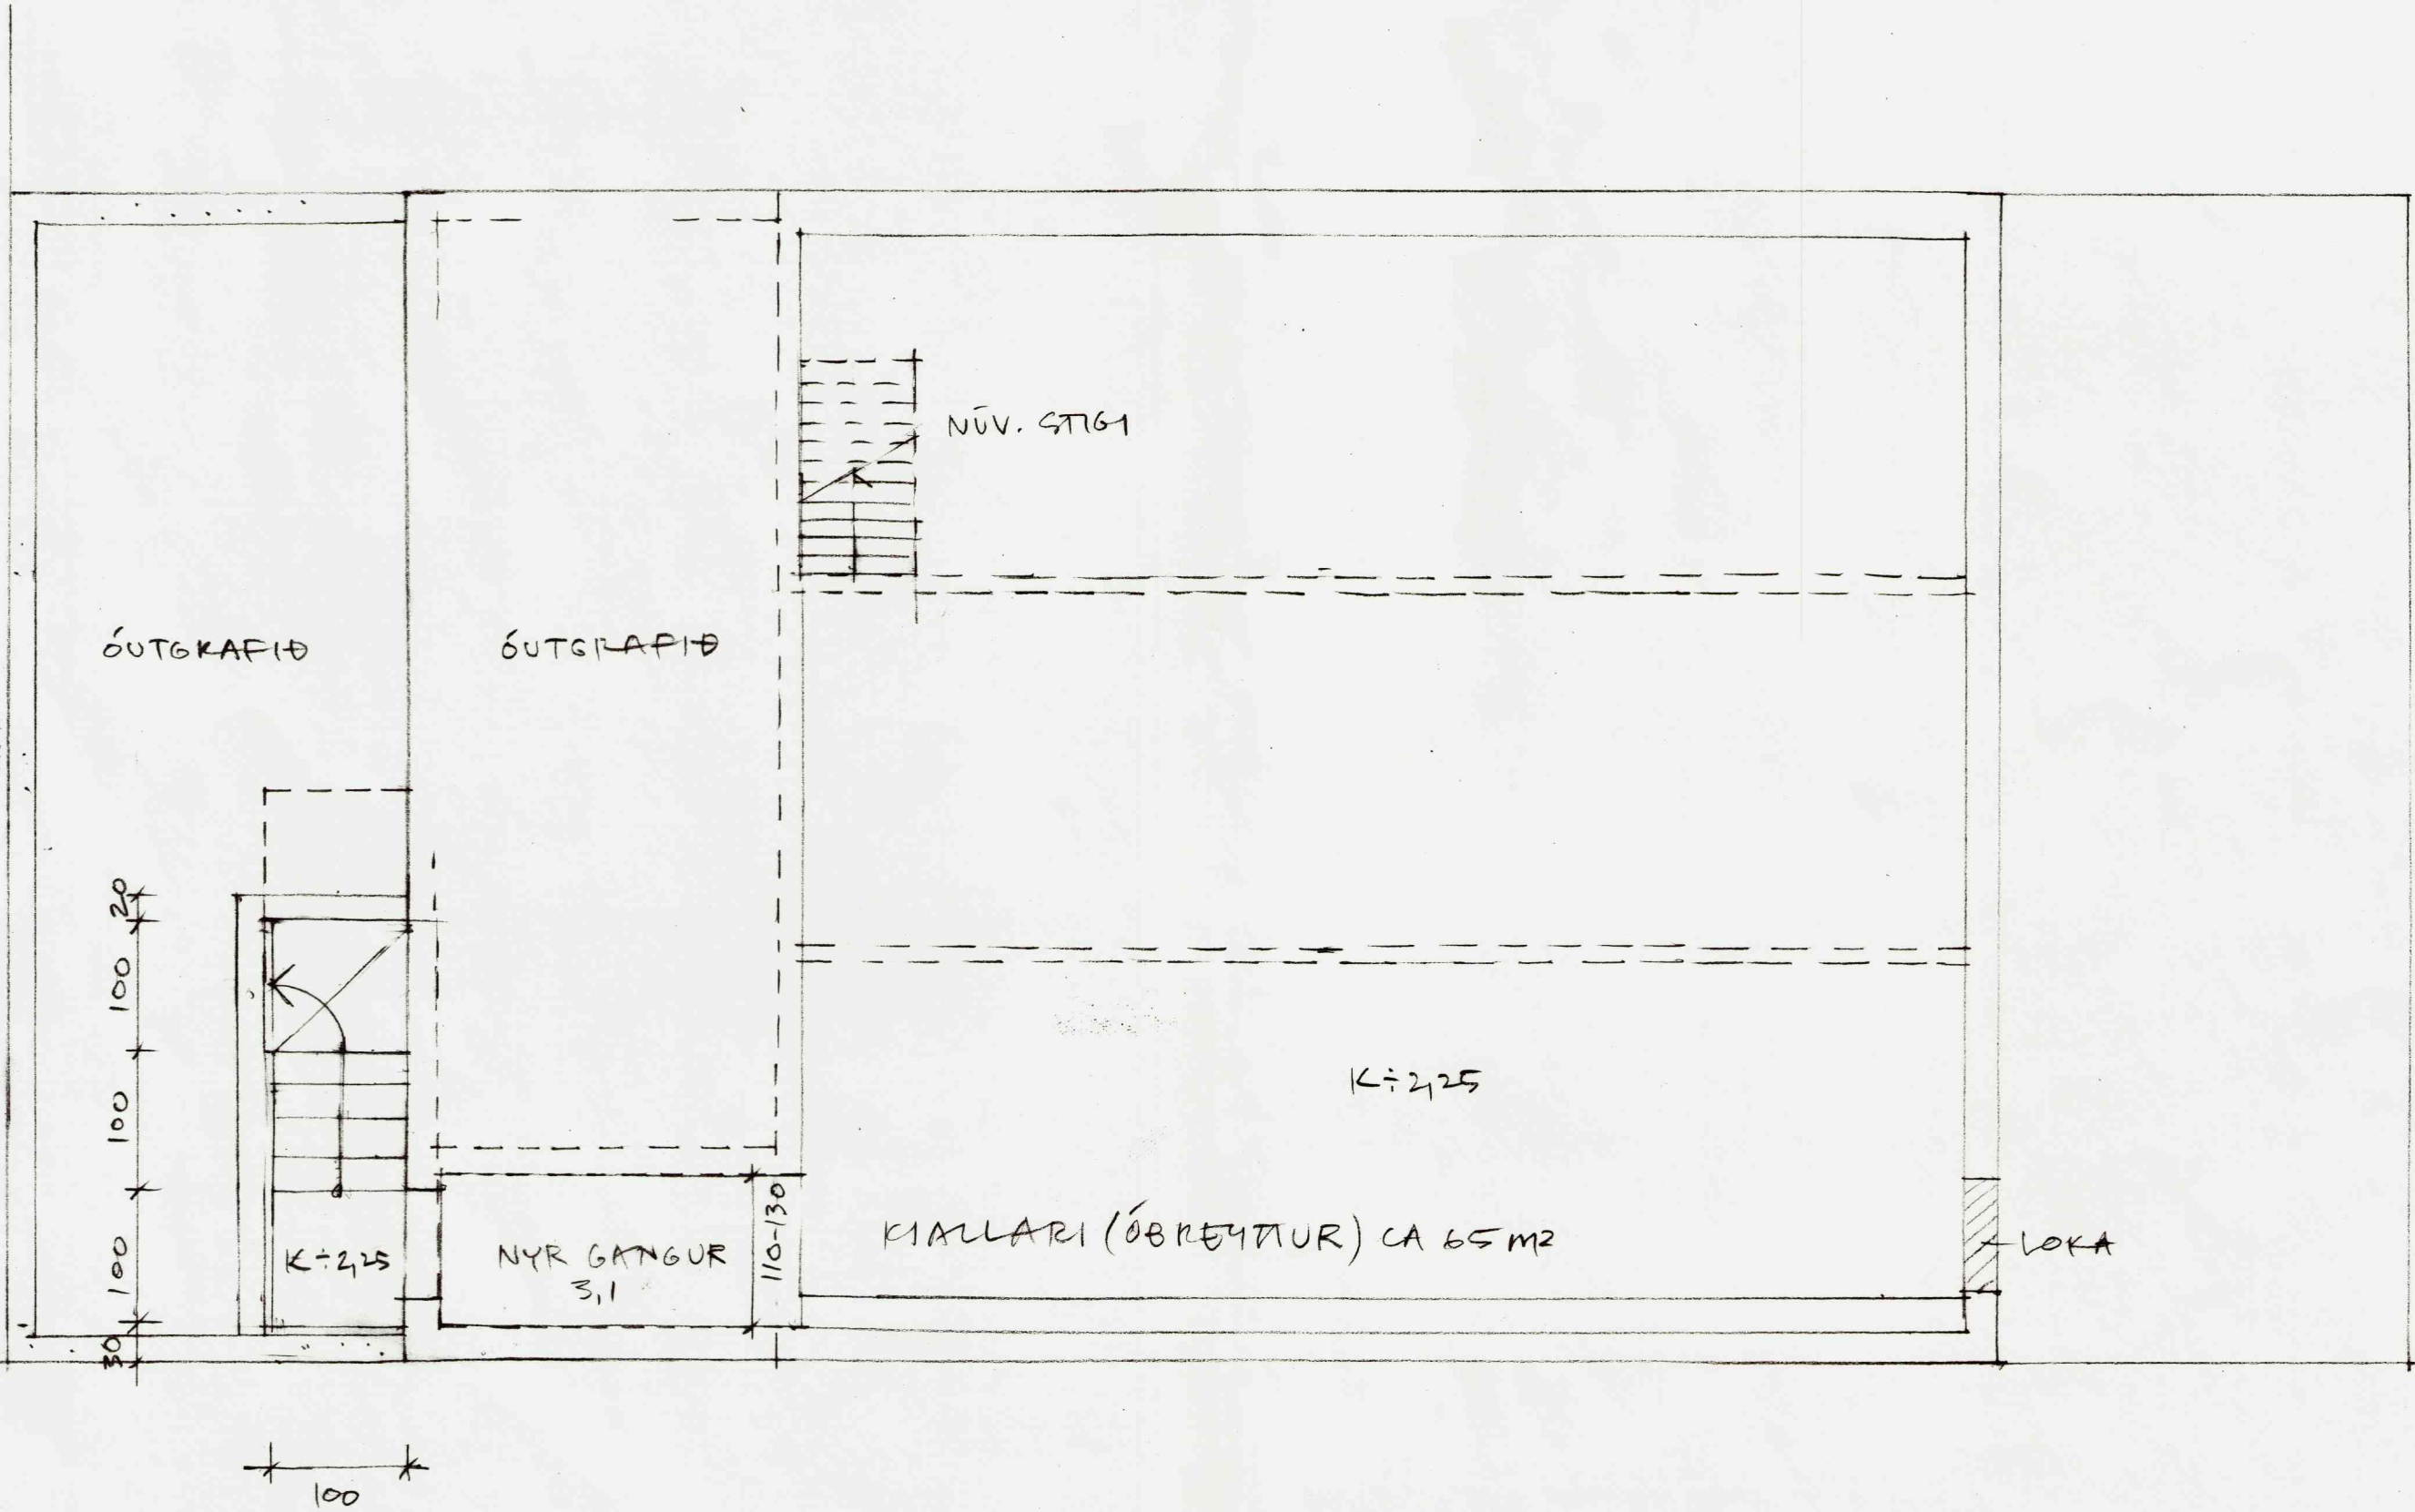 NÚV. STIGI
ÓUTGRAFIÐ
ÓUTGRAFIÐ
20
100
100
100
30
K÷2,25
K÷2,25
NYR GANGUR
3,1
110-130
KJALLARI (ÓBREYTTUR) CA 65 m2
LOKA
100